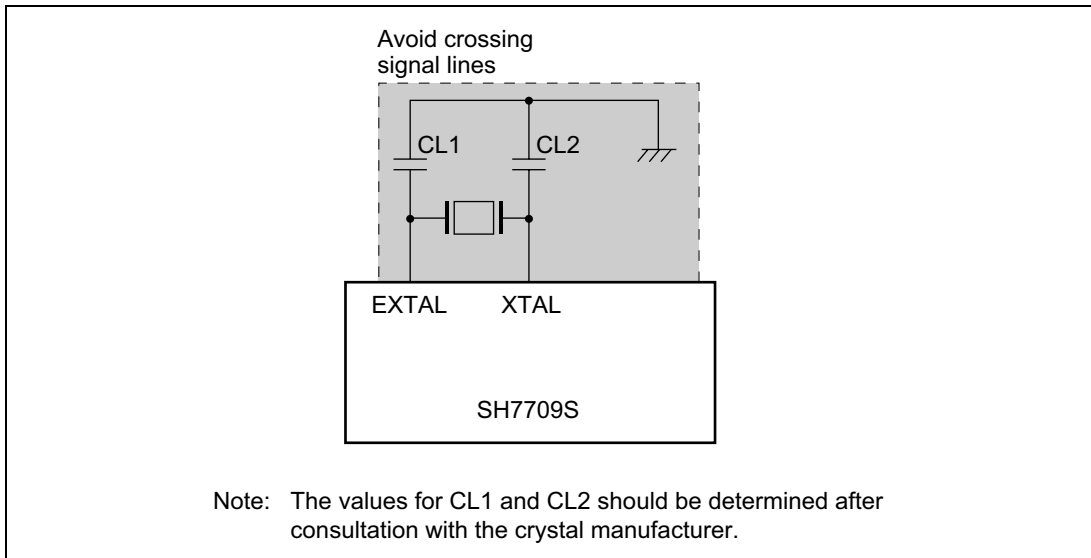 Avoid crossing
signal lines
CL1
CL2
EXTAL
XTAL
SH7709S
Note: The values for CL1 and CL2 should be determined after
consultation with the crystal manufacturer.